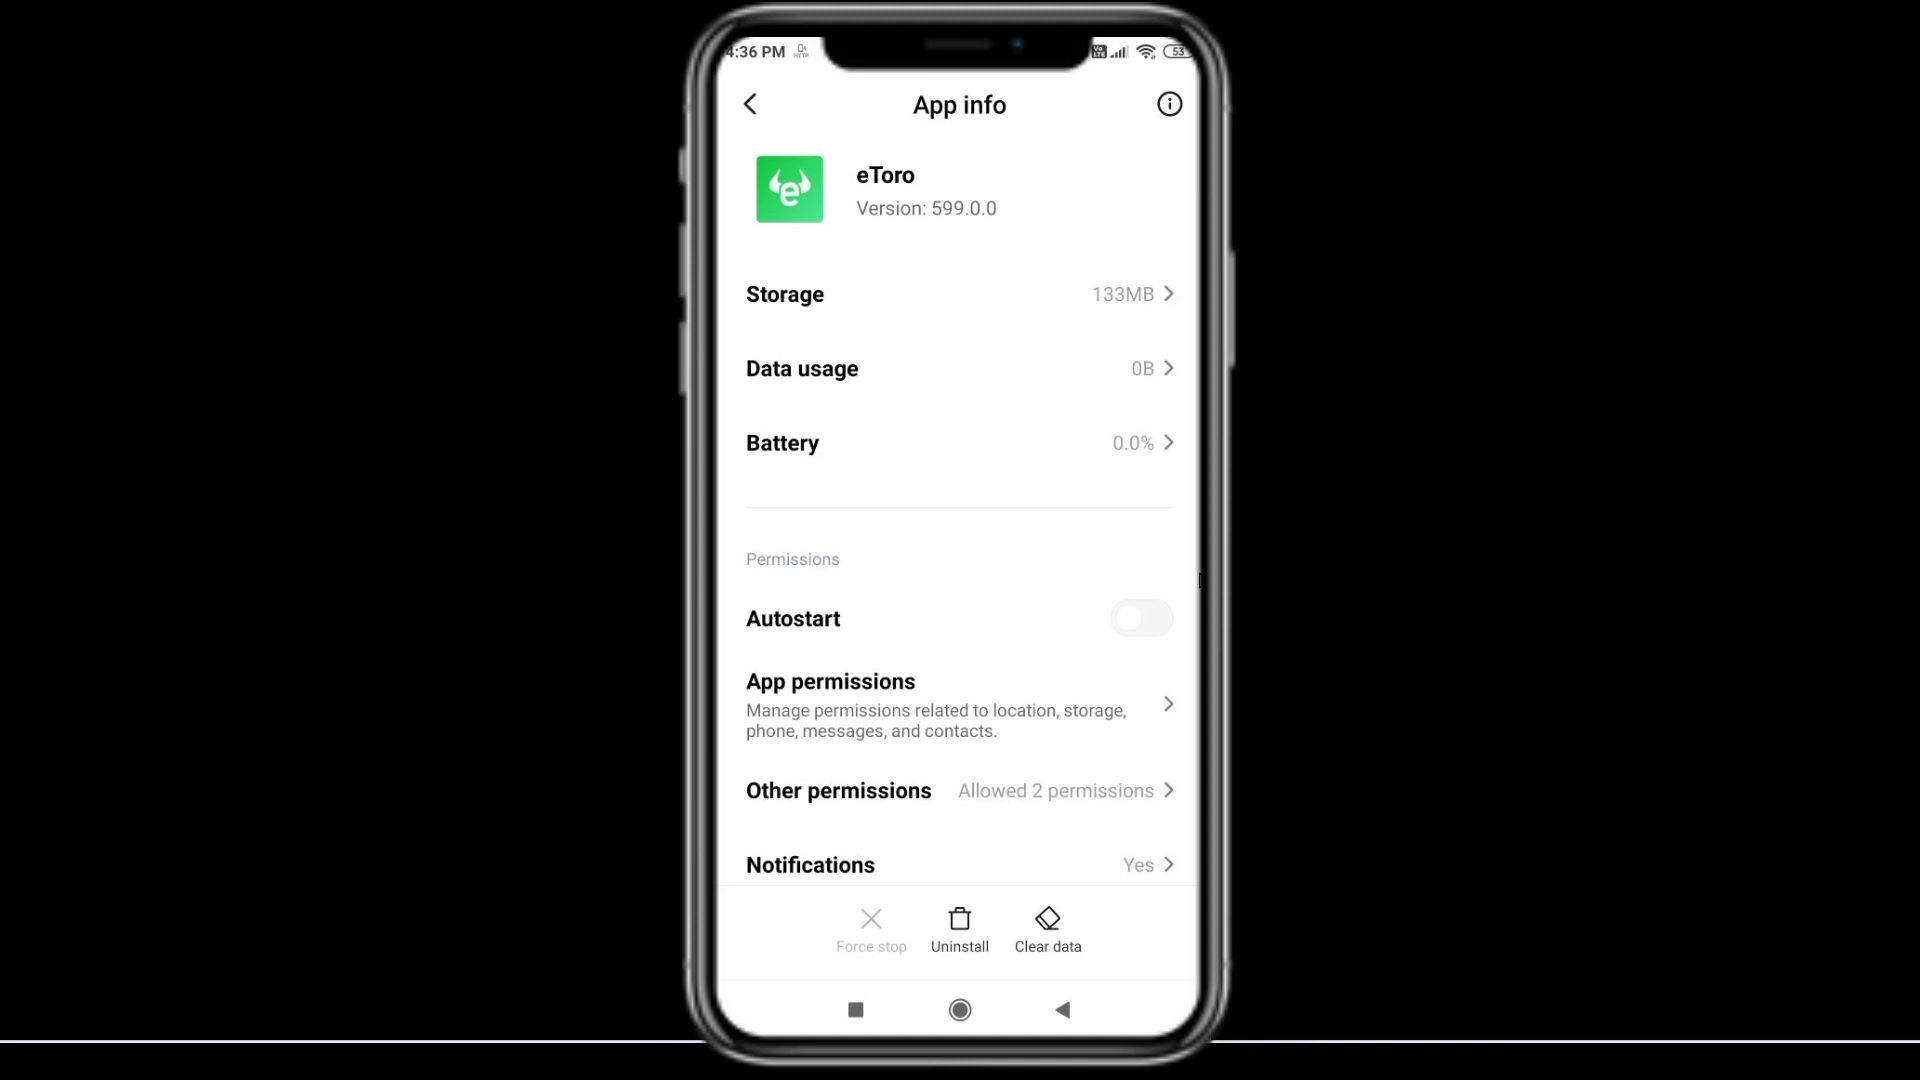 4:36 PM
53
App info
e
eToro
Version: 599.0.0
Storage 133MB
Data usage 0B
Battery 0.0%
Permissions
Autostart
App permissions
Manage permissions related to location, storage,
phone, messages, and contacts.
Other permissions Allowed 2 permissions
Notifications Yes
Force stop Uninstall Clear data